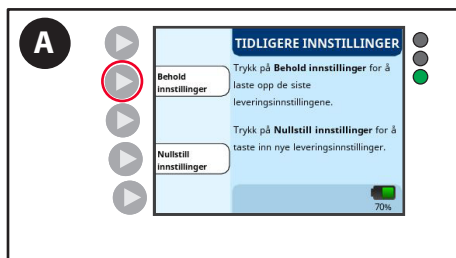 A
TIDLIGERE INNSTILLINGER
Behold
innstillinger
Trykk på Behold innstillinger for å
laste opp de siste
leveringsinnstillingene.
Trykk på Nullstill innstillinger for å
taste inn nye leveringsinnstillinger.
Nullstill
innstillinger
70%